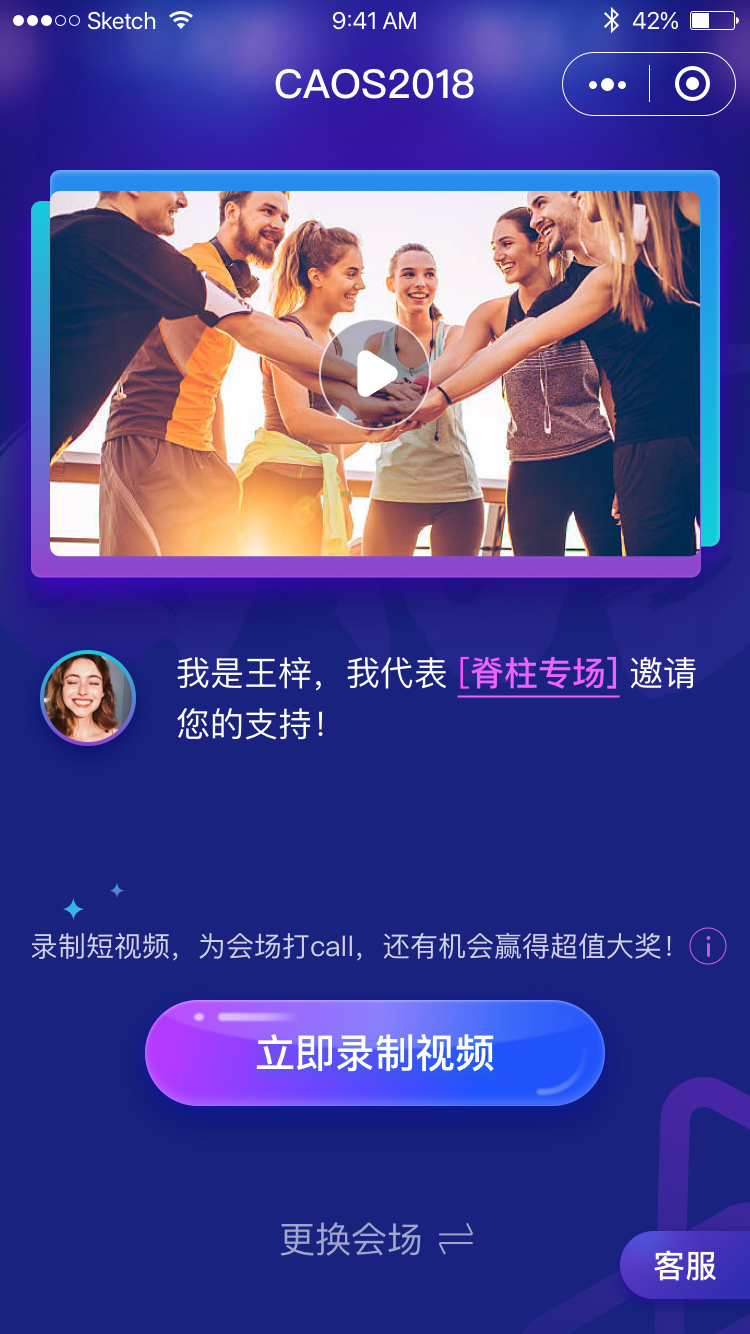 Sketch 9:41 AM 42%
CAOS2018
我是王梓，我代表 [脊柱专场] 邀请
您的支持！
录制短视频，为会场打call，还有机会赢得超值大奖！
立即录制视频
更换会场
客服